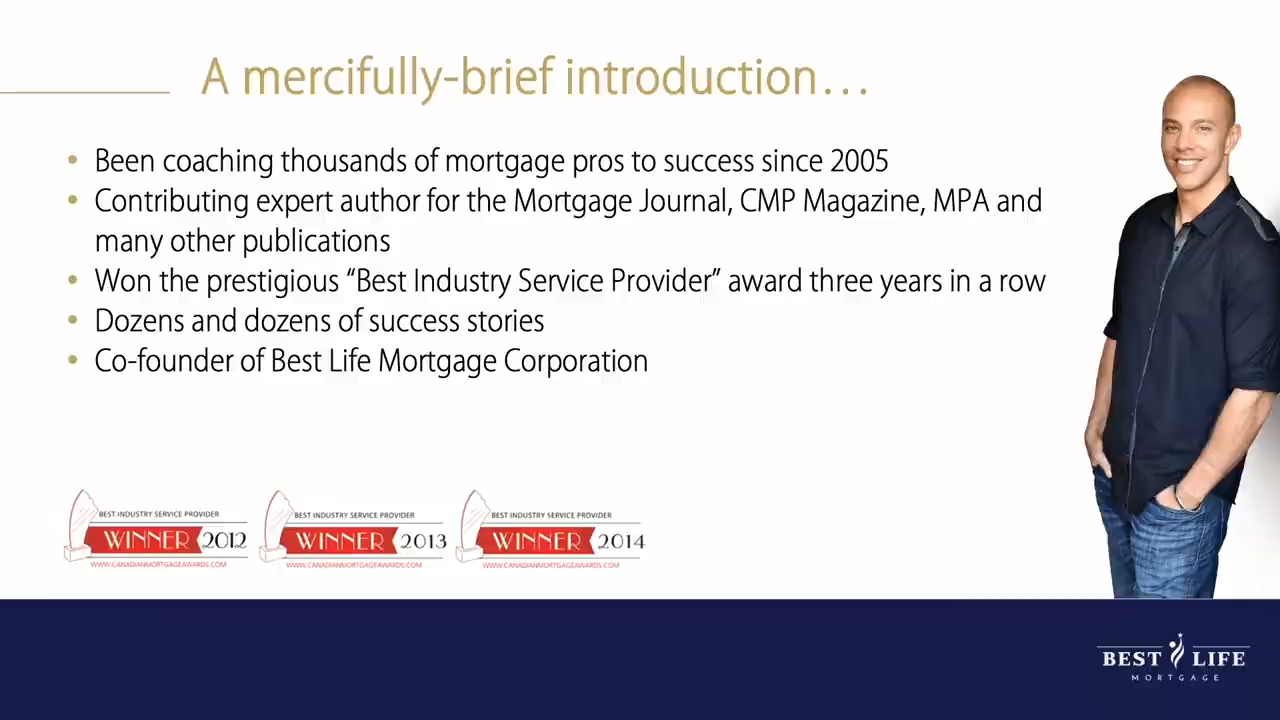 A mercifully-brief introduction…
• Been coaching thousands of mortgage pros to success since 2005
• Contributing expert author for the Mortgage Journal, CMP Magazine, MPA and
many other publications
• Won the prestigious “Best Industry Service Provider” award three years in a row
• Dozens and dozens of success stories
• Co-founder of Best Life Mortgage Corporation
BEST INDUSTRY SERVICE PROVIDER
WINNER 2012
WWW.CANADIANMORTGAGEAWARDS.COM
BEST INDUSTRY SERVICE PROVIDER
WINNER 2013
WWW.CANADIANMORTGAGEAWARDS.COM
BEST INDUSTRY SERVICE PROVIDER
WINNER 2014
WWW.CANADIANMORTGAGEAWARDS.COM
BEST LIFE
MORTGAGE